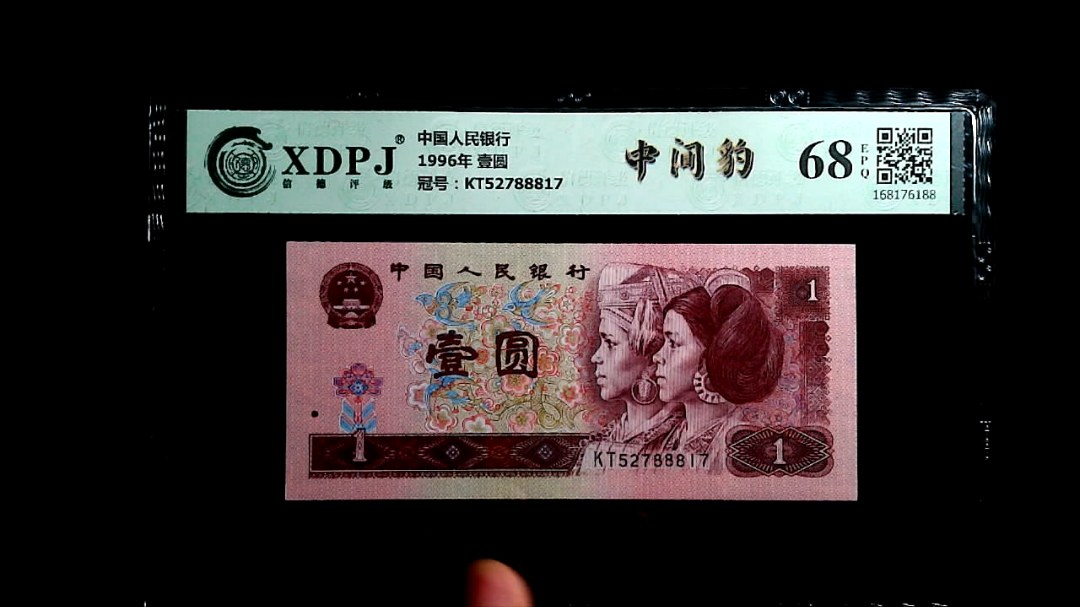 XDPJ®
信德评级
中国人民银行
1996年 壹圆
冠号：KT52788817
中间豹
68
EPQ
168176188
中国人民银行
1
壹圆
1
KT52788817
1